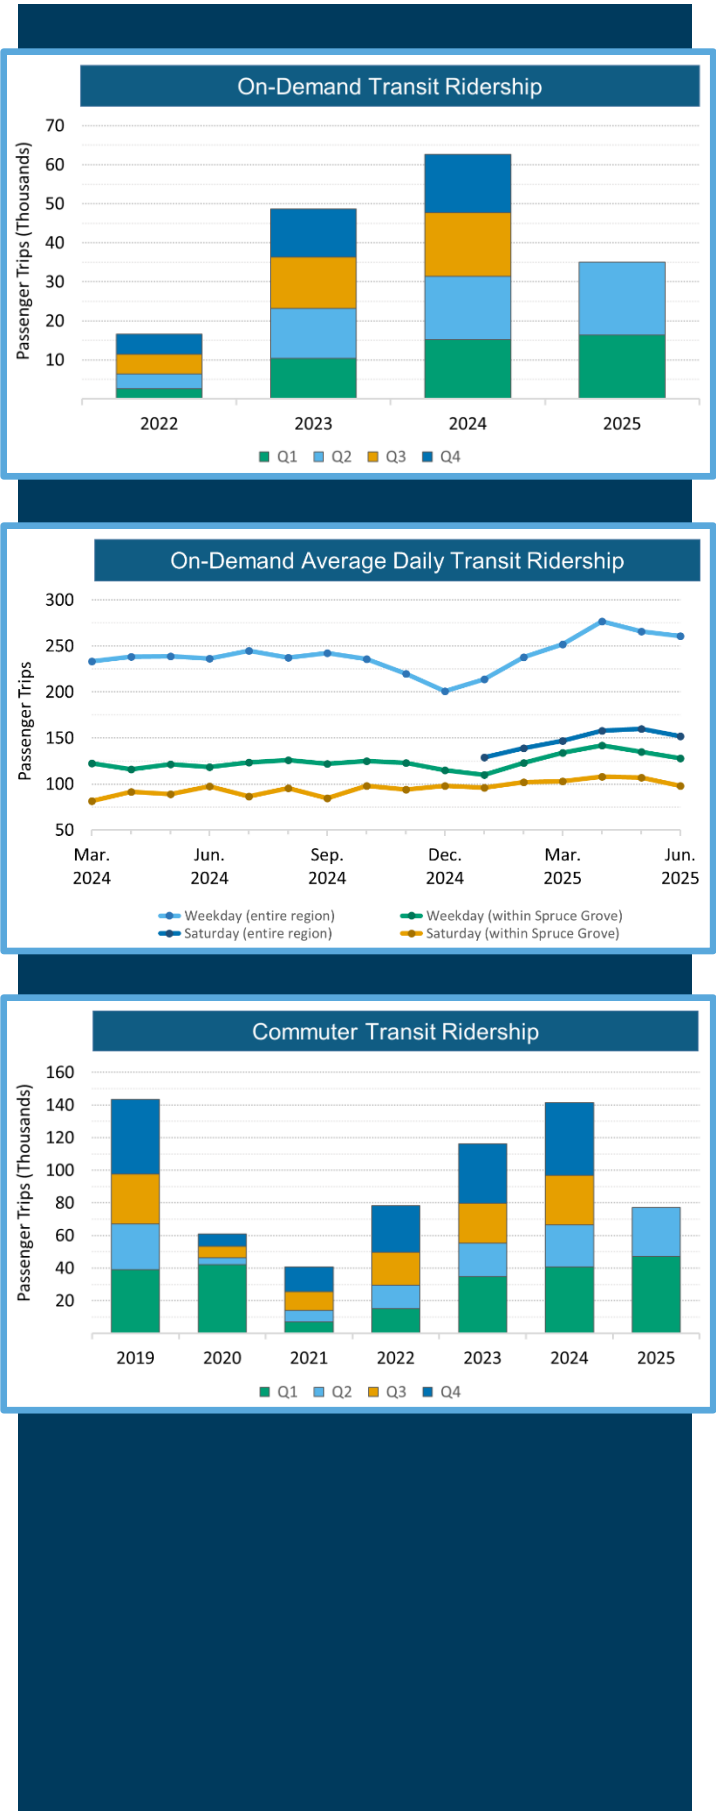 On-Demand Transit Ridership
Passenger Trips (Thousands)
70
60
50
40
30
20
10
2022 2023 2024 2025
Q1 Q2 Q3 Q4
On-Demand Average Daily Transit Ridership
Passenger Trips
300
250
200
150
100
50
Mar. Jun. Sep. Dec. Mar. Jun.
2024 2024 2024 2024 2025 2025
Weekday (entire region) Weekday (within Spruce Grove)
Saturday (entire region) Saturday (within Spruce Grove)
Commuter Transit Ridership
Passenger Trips (Thousands)
160
140
120
100
80
60
40
20
2019 2020 2021 2022 2023 2024 2025
Q1 Q2 Q3 Q4